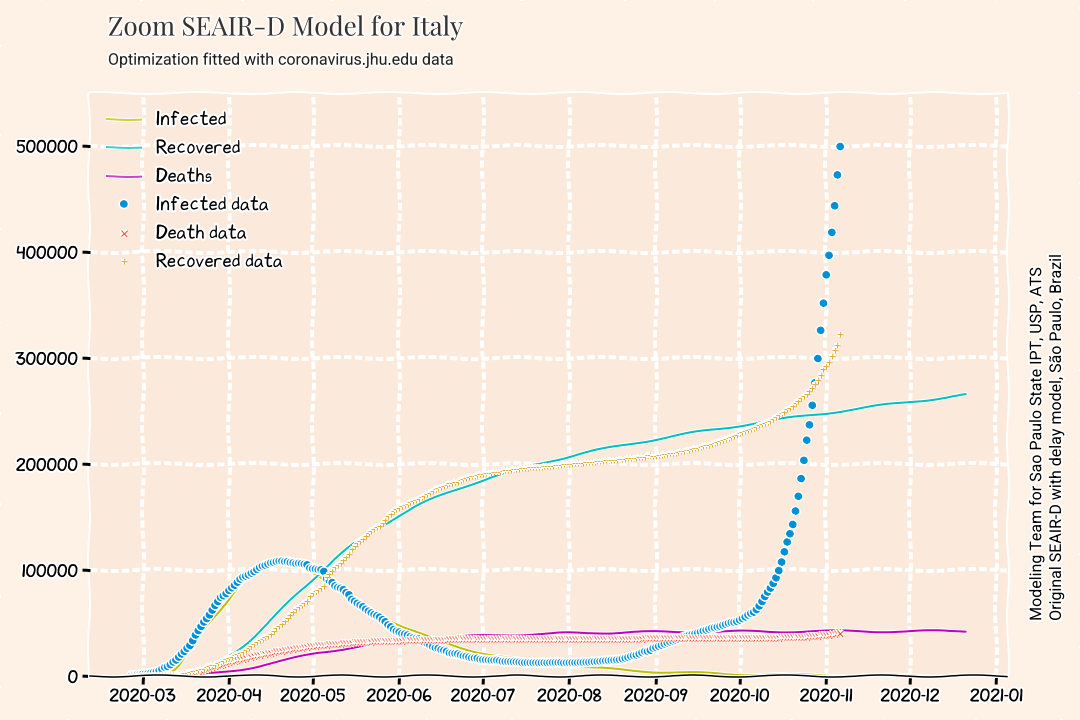 Zoom SEAIR-D Model for Italy
Optimization fitted with coronavirus.jhu.edu data
Infected
Recovered
Deaths
Infected data
Death data
Recovered data
500000
400000
300000
200000
100000
0
2020-03
2020-04
2020-05
2020-06
2020-07
2020-08
2020-09
2020-10
2020-11
2020-12
2021-01
Modeling Team for Sao Paulo State IPT, USP, ATS
Original SEAIR-D with delay model, São Paulo, Brazil